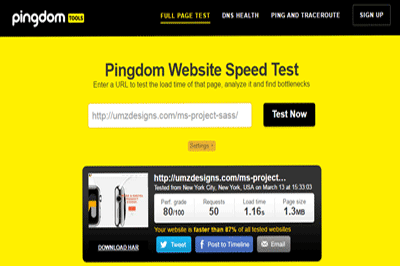 pingdom TOOLS
FULL PAGE TEST
DNS HEALTH
PING AND TRACEROUTE
SIGN UP
Pingdom Website Speed Test
Enter a URL to test the load time of that page, analyze it and find bottlenecks
http://umzdesigns.com/ms-project-sass/
Test Now
Settings
http://umzdesigns.com/ms-project...
Tested from New York City, New York, USA on March 13 at 15:33:03
Perf. grade Requests Load time Page size
80/100 50 1.16s 1.3MB
Your website is faster than 87% of all tested websites
DOWNLOAD HAR
Tweet
Post to Timeline
Email